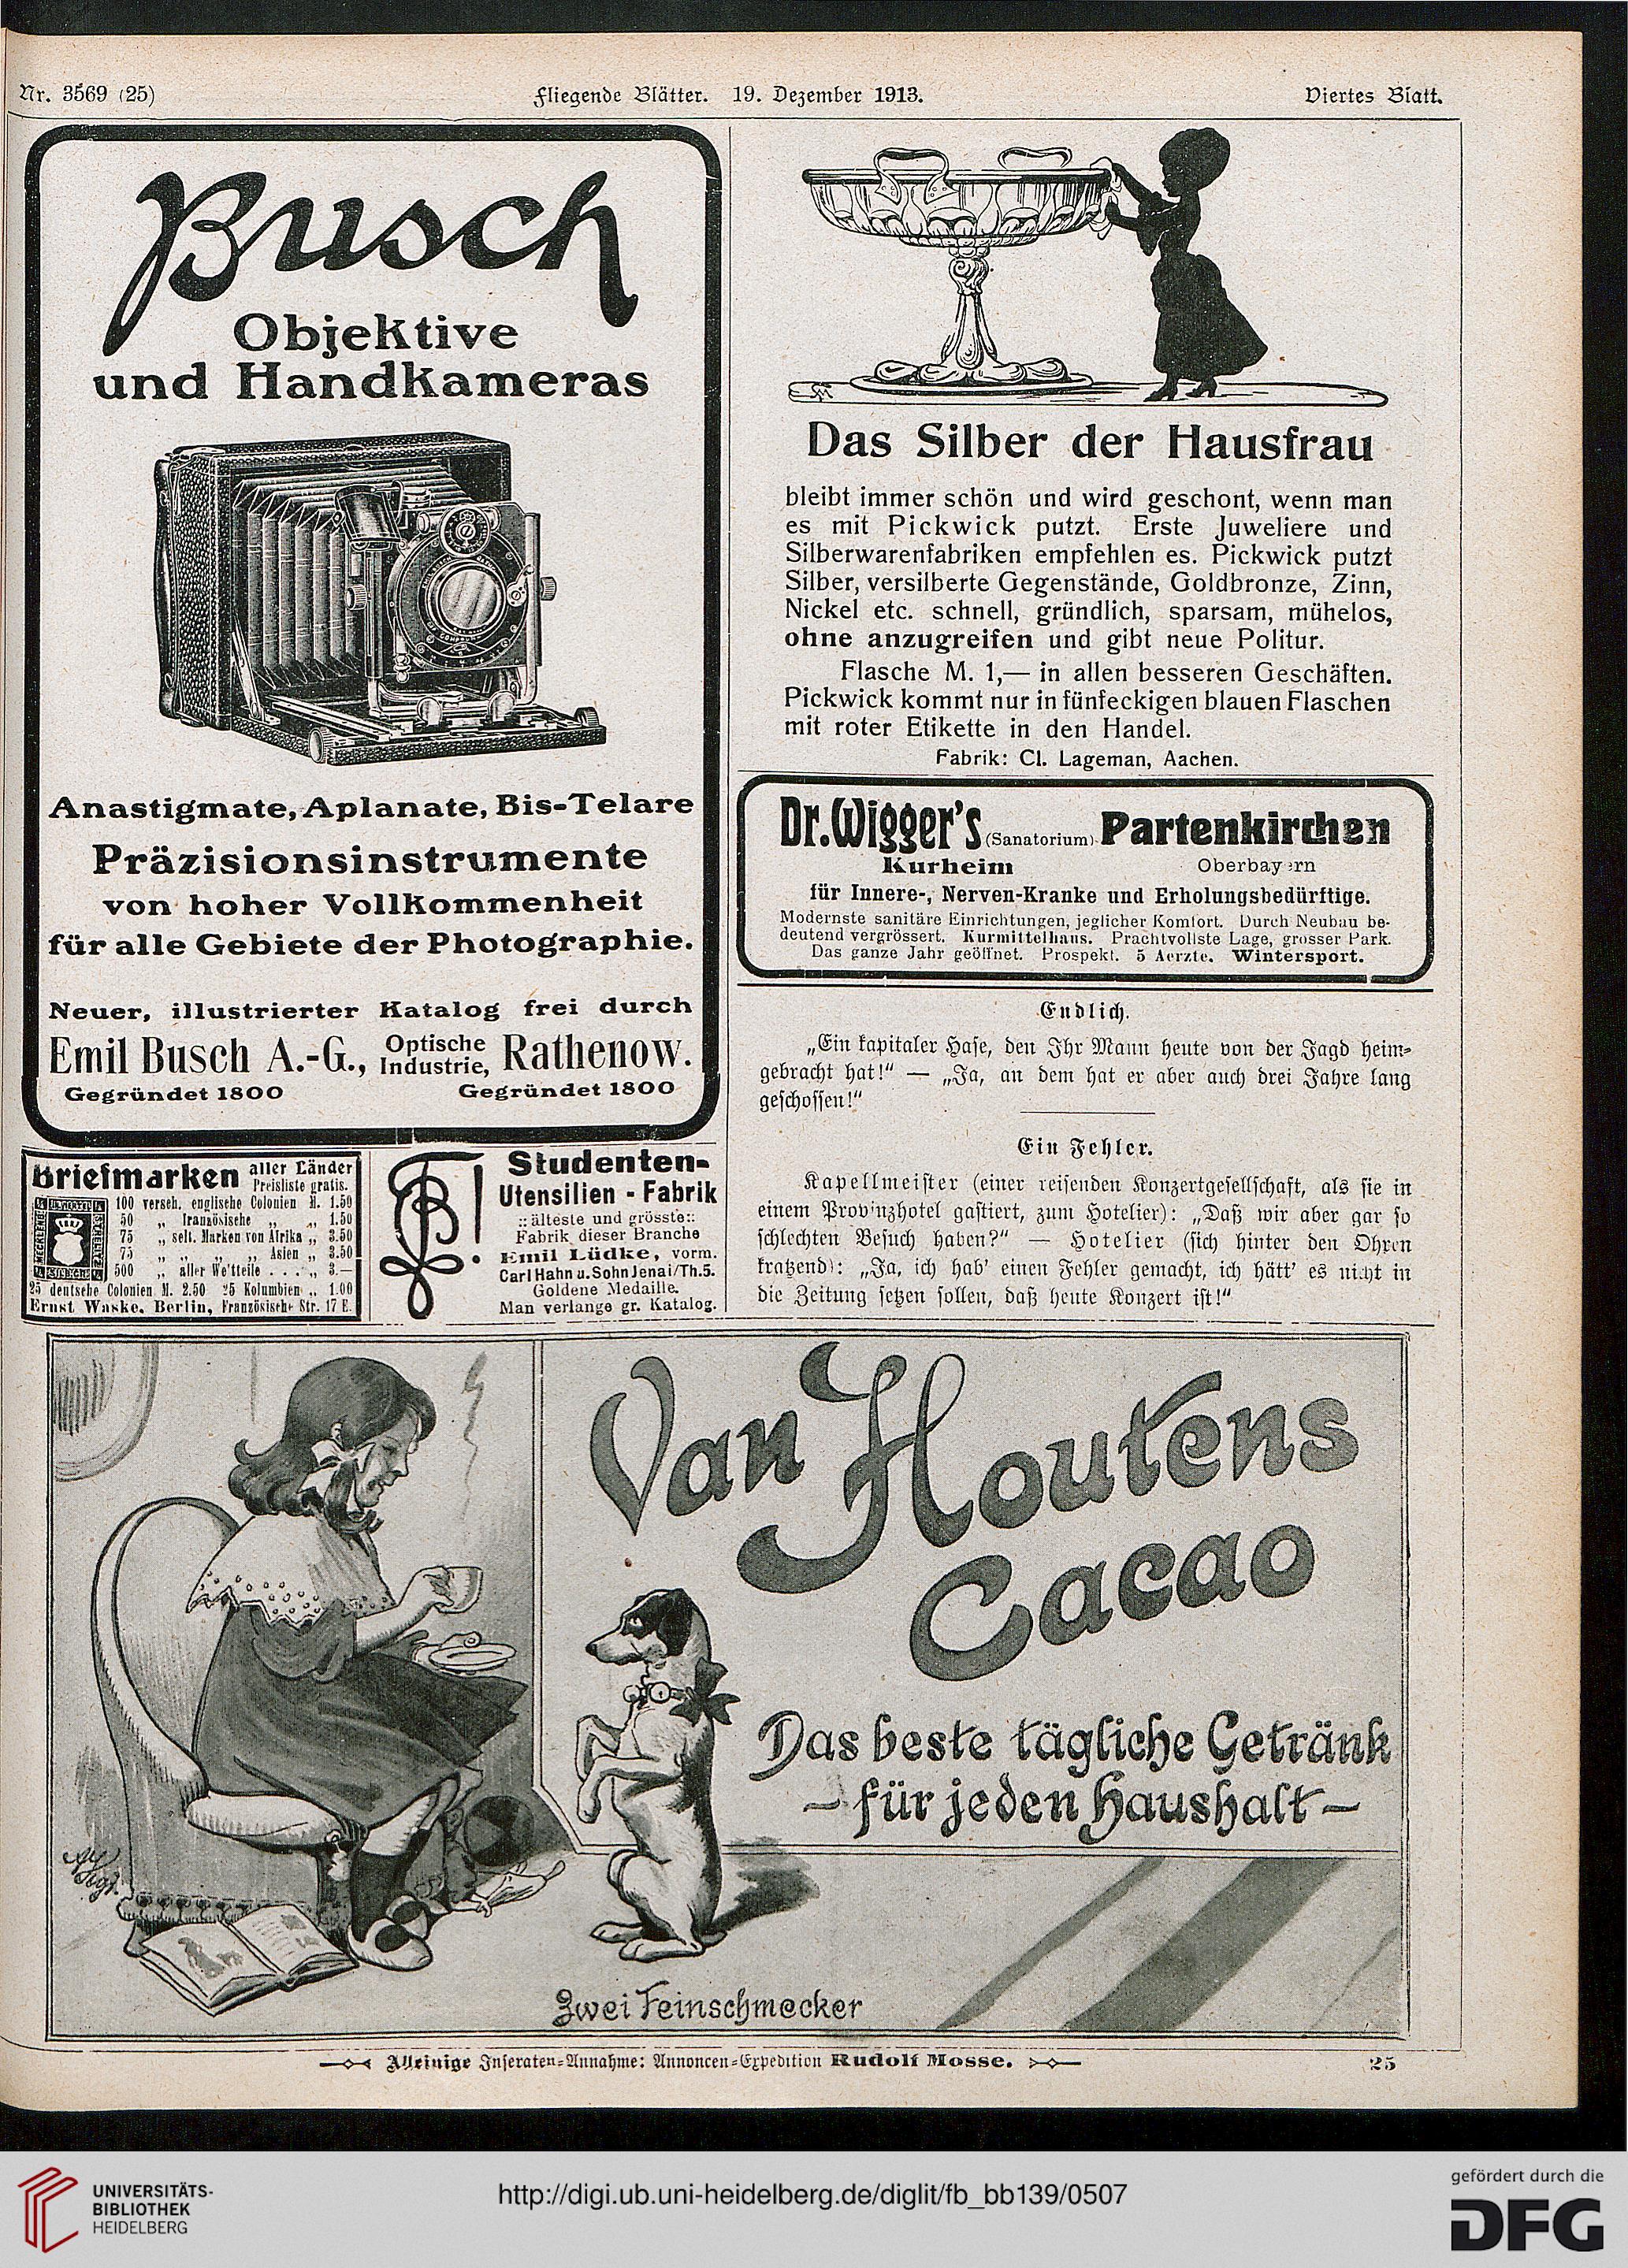 Nr. 3569 (25)
Fliegende Blätter. 19. Dezember 1913.
Viertes Blatt.
Busch
Objektive
und Handkameras
Anastigmate, Aplanate, Bis-Telare
Präzisionsinstrumente
von hoher Vollkommenheit
für alle Gebiete der Photographie.
Neuer, illustrierter Katalog frei durch
Emil Busch A.-G., Optische Industrie, Rathenow.
Gegründet 1800 Gegründet 1800
Briefmarken aller Länder
Preisliste gratis.
100 versch. englische Colonien M. 1.50
50 „ französische „ „ 1.50
75 „ selt. Marken von Afrika „ 3.50
75 „ „ „ „ Asien „ 3.50
500 „ aller Weltteile . . . „ 3.—
25 deutsche Colonien M. 2.50 25 Kolumbien „ 1.00
Ernst Waske, Berlin, Französische Str. 17 E.
Studenten-
Utensilien - Fabrik
:: älteste und grösste ::
Fabrik dieser Branche
Emil Lüdke, vorm.
Carl Hahn u. Sohn Jena i/Th. 5.
Goldene Medaille.
Man verlange gr. Katalog.
Das Silber der Hausfrau
bleibt immer schön und wird geschont, wenn man
es mit Pickwick putzt. Erste Juweliere und
Silberwarenfabriken empfehlen es. Pickwick putzt
Silber, versilberte Gegenstände, Goldbronze, Zinn,
Nickel etc. schnell, gründlich, sparsam, mühelos,
ohne anzugreifen und gibt neue Politur.
Flasche M. 1,— in allen besseren Geschäften.
Pickwick kommt nur in fünfeckigen blauen Flaschen
mit roter Etikette in den Handel.
Fabrik: Cl. Lageman, Aachen.
Dr. Wigger's (Sanatorium) Partenkirchen
Kurheim Oberbayern
für Innere-, Nerven-Kranke und Erholungsbedürftige.
Modernste sanitäre Einrichtungen, jeglicher Komfort. Durch Neubau be-
deutend vergrössert. Kurmittelhaus. Prachtvollste Lage, grosser Park.
Das ganze Jahr geöffnet. Prospekt. 5 Aerzte. Wintersport.
Endlich.
„Ein kapitaler Hase, den Ihr Mann heute von der Jagd heim-
gebracht hat!“ — „Ja, an dem hat er aber auch drei Jahre lang
geschossen!“
Ein Fehler.
Kapellmeister (einer reisenden Konzertgesellschaft, als sie in
einem Provinzhotel gastiert, zum Hotelier): „Daß wir aber gar so
schlechten Besuch haben?“ — Hotelier (sich hinter den Ohren
kratzend): „Ja, ich hab' einen Fehler gemacht, ich hätt' es nicht in
die Zeitung setzen sollen, daß heute Konzert ist!“
Van Houtens
Cacao
Das beste tägliche Getränk
– für jeden Haushalt –
Zwei Feinschmecker
Alleinige Inseraten-Annahme: Annoncen-Expedition Rudolf Mosse.
25
UNIVERSITÄTS-
BIBLIOTHEK
HEIDELBERG
http://digi.ub.uni-heidelberg.de/diglit/fb_bb139/0507
gefördert durch die
DFG